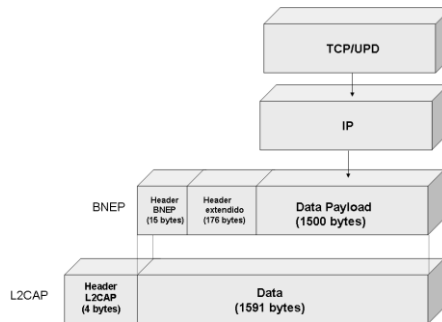 TCP/UPD
IP
BNEP
Header
BNEP
(15 bytes)
Header
extendido
(176 bytes)
Data Payload
(1500 bytes)
L2CAP
Header
L2CAP
(4 bytes)
Data
(1591 bytes)